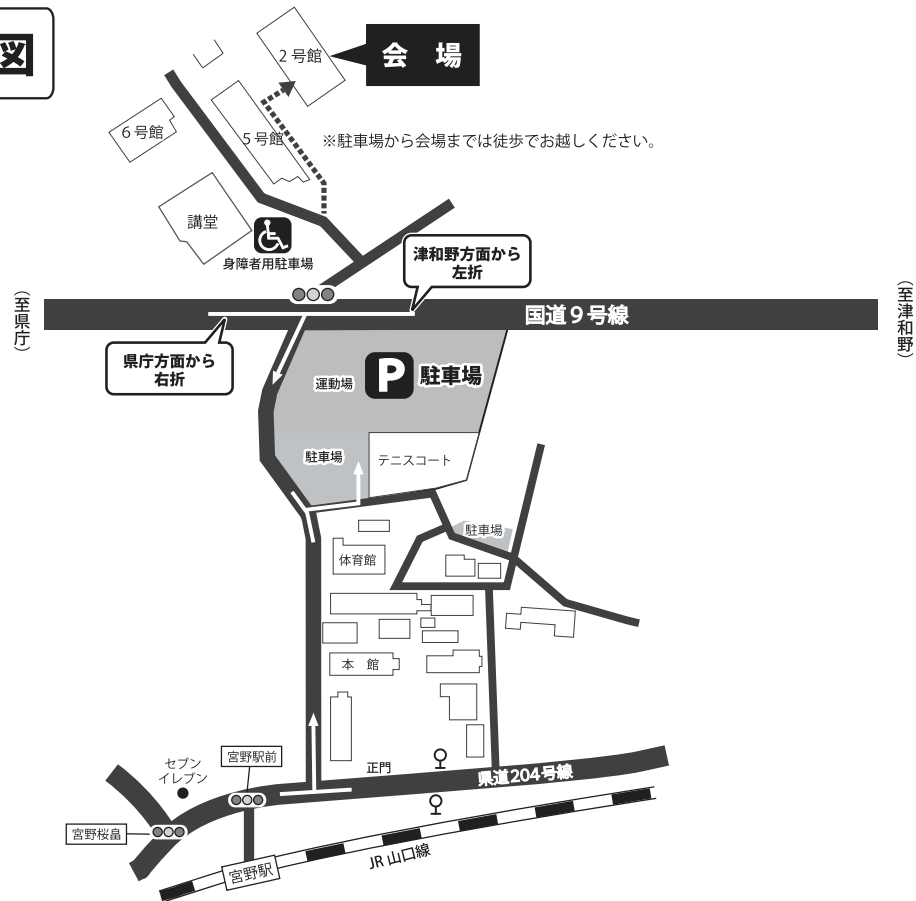 図
2号館
会　場
6号館
5号館
※駐車場から会場までは徒歩でお越しください。
講堂
身障者用駐車場
津和野方面から
左折
（至県庁）
国道９号線
（至津和野）
県庁方面から
右折
運動場
P
駐車場
駐車場
テニスコート
駐車場
体育館
本　館
セブン
イレブン
宮野駅前
正門
県道204号線
宮野桜畠
宮野駅
JR 山口線